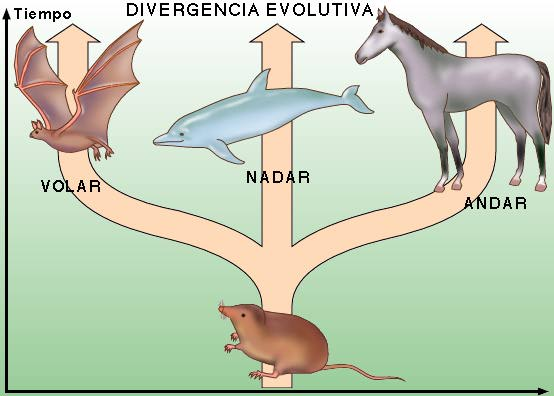 DIVERGENCIA EVOLUTIVA
Tiempo
VOLAR
NADAR
ANDAR